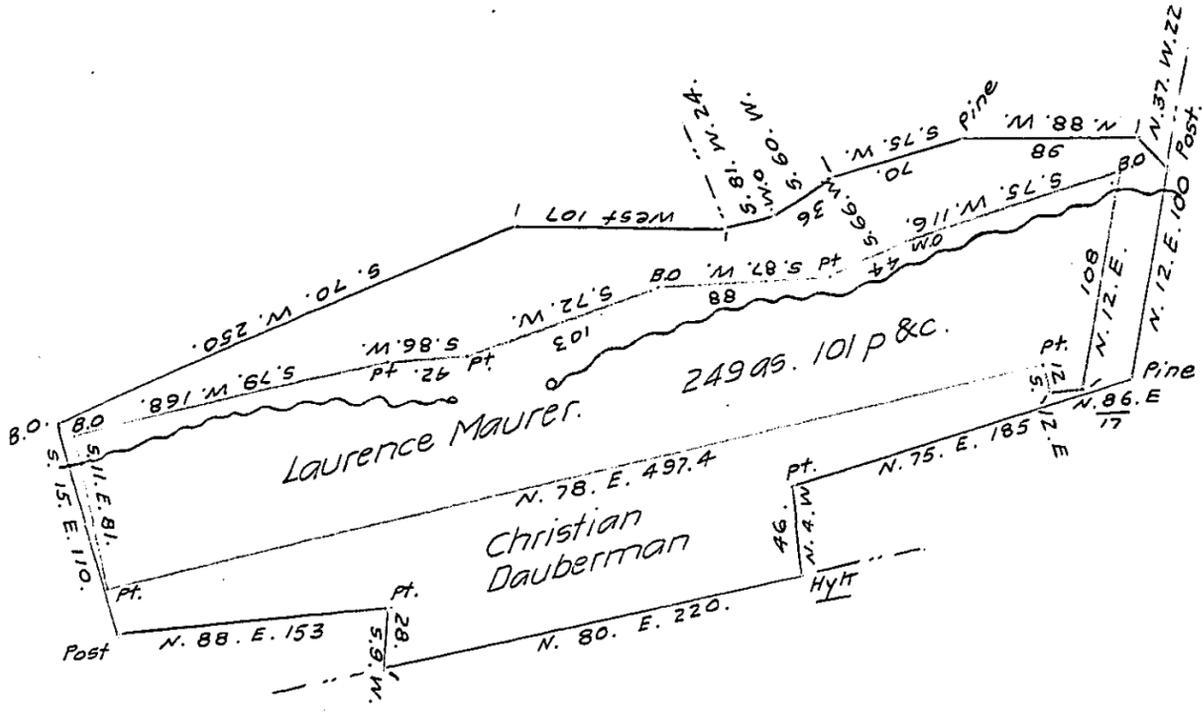 N. 37. W. 22
Post.
N. 88. W.
98
Pine
S. 75. W.
70.
S. 60. W.
36
W.O
S. 81. W. 24.
West 107
S. 70. W. 250.
B.O.
S. 15. E. 110.
Post
N. 88. E. 153
Pt.
28.
S. 9. W.
N. 80. E. 220.
Hyk
46.
N. 4. W
Pt.
N. 75. E. 185
N. 86. E
17
Pine
N. 12. E. 100
B.O
S. 75. W. 116.
S. 66. W
44
Pt
S. 87. W.
88
B.O
S. 72. W.
103
Pt
S. 86. W.
42.
Pt
S. 79. W. 168.
B.O
S. 11. E. 81.
Pt.
N. 78. E. 497.4
Pt.
12
S.
12. E
108
N. 12. E.
249 as. 101 p &c.
Laurence Maurer.
Christian
Dauberman